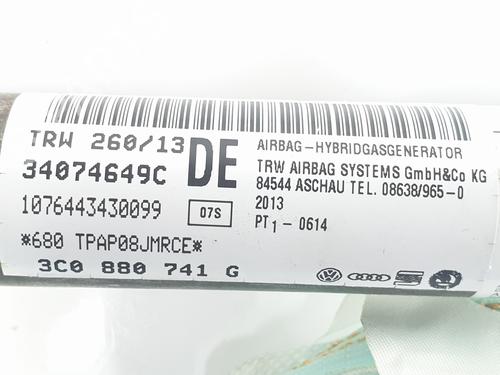 TRW 260/13
34074649C
DE
1076443430099
07S
*680 TPAP08JMRCE*
3C0 880 741 G
AIRBAG-HYBRIDGASGENERATOR
TRW AIRBAG SYSTEMS GmbH&Co KG
84544 ASCHAU TEL. 08638/965-0
2013
PT1- 0614